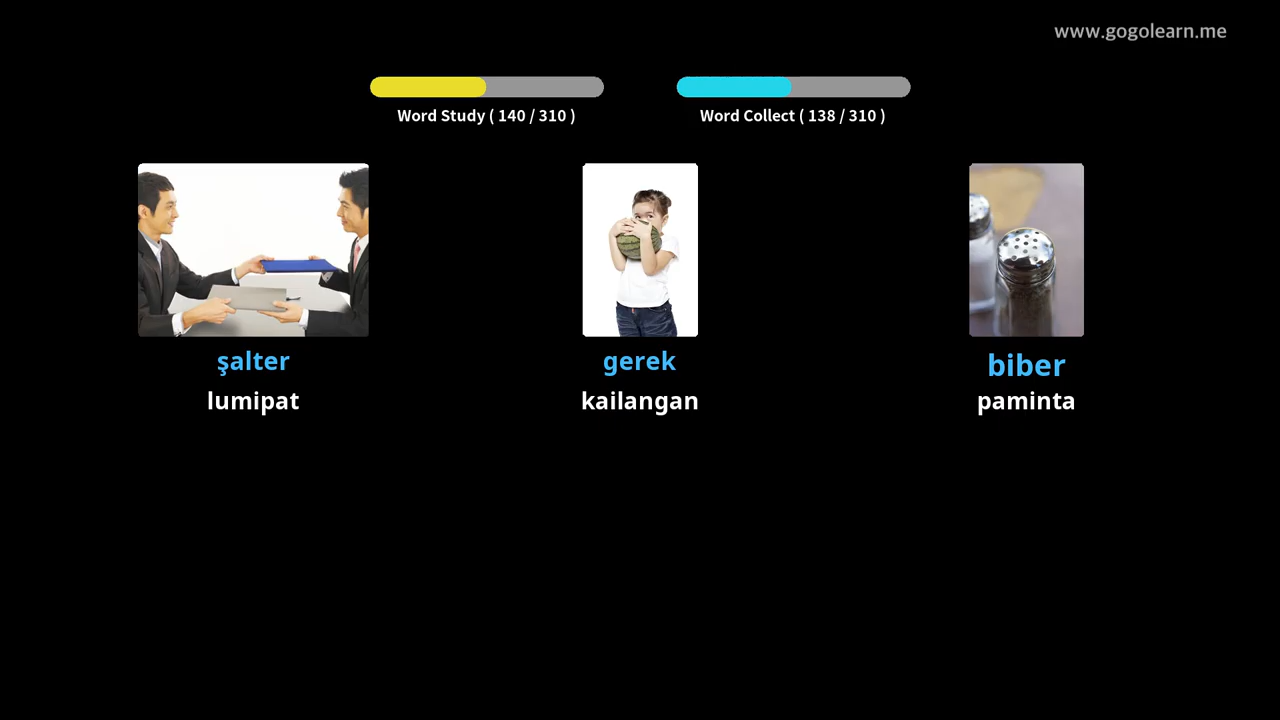 www.gogolearn.me
Word Study ( 140 / 310 )
Word Collect ( 138 / 310 )
şalter
lumipat
gerek
kailangan
biber
paminta